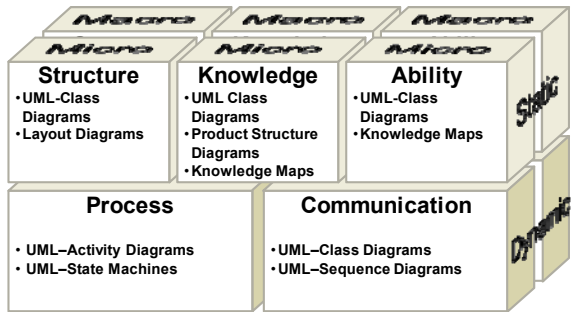 Macro Macro Macro
Micro Micro Micro
Structure
•UML-Class
Diagrams
•Layout Diagrams
Knowledge
•UML Class
Diagrams
•Product Structure
Diagrams
•Knowledge Maps
Ability
•UML-Class
Diagrams
•Knowledge Maps
Static
Process
• UML–Activity Diagrams
• UML–State Machines
Communication
•UML–Class Diagrams
•UML–Sequence Diagrams
Dynamic